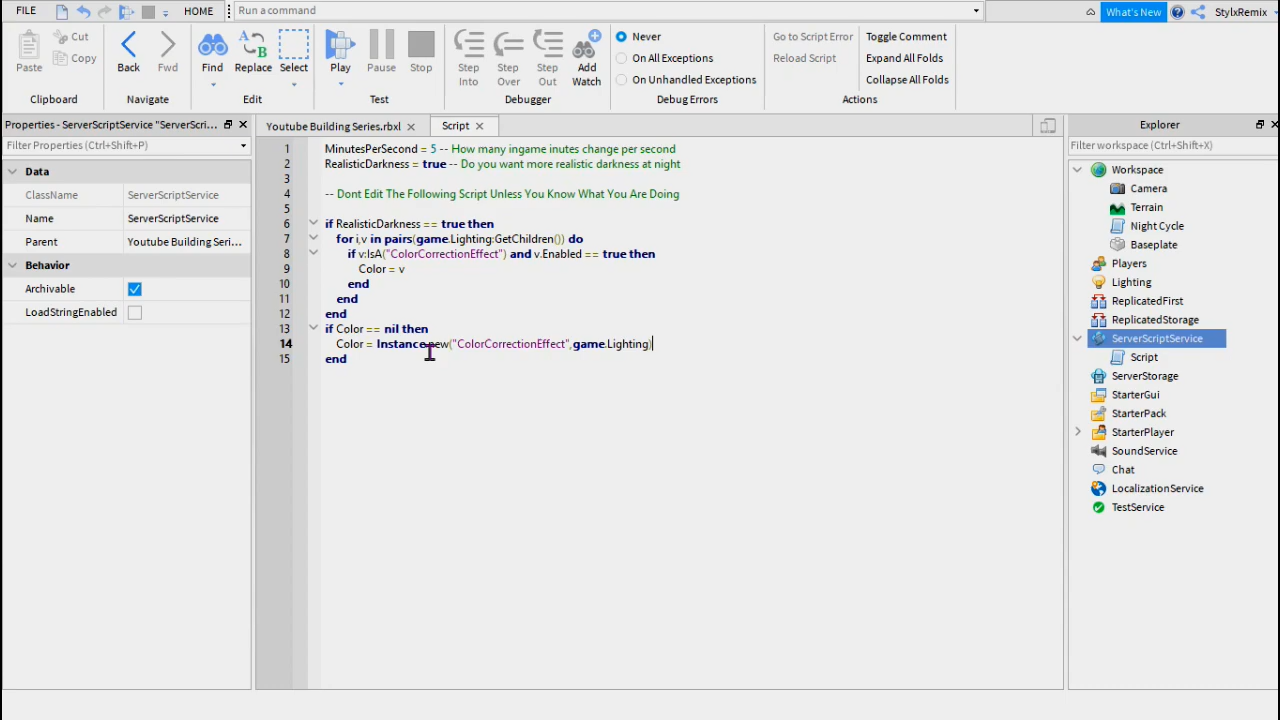 FILE
HOME
Run a command
What's New
StylxRemix
Paste
Cut
Copy
Clipboard
Back
Fwd
Navigate
Find
Replace
Select
Edit
Play
Pause
Stop
Test
Step Into
Step Over
Step Out
Add Watch
Debugger
Never
On All Exceptions
On Unhandled Exceptions
Debug Errors
Go to Script Error
Reload Script
Toggle Comment
Expand All Folds
Collapse All Folds
Actions
Properties - ServerScriptService "ServerScri...
Filter Properties (Ctrl+Shift+P)
Data
ClassName ServerScriptService
Name ServerScriptService
Parent Youtube Building Seri...
Behavior
Archivable
LoadStringEnabled
Youtube Building Series.rbxl
Script
1 MinutesPerSecond = 5 -- How many ingame inutes change per second
2 RealisticDarkness = true -- Do you want more realistic darkness at night
3
4 -- Dont Edit The Following Script Unless You Know What You Are Doing
5
6 if RealisticDarkness == true then
7 for i,v in pairs(game.Lighting:GetChildren()) do
8 if v:IsA("ColorCorrectionEffect") and v.Enabled == true then
9 Color = v
10 end
11 end
12 end
13 if Color == nil then
14 Color = Instance.new("ColorCorrectionEffect",game.Lighting)
15 end
Explorer
Filter workspace (Ctrl+Shift+X)
Workspace
Camera
Terrain
Night Cycle
Baseplate
Players
Lighting
ReplicatedFirst
ReplicatedStorage
ServerScriptService
Script
ServerStorage
StarterGui
StarterPack
StarterPlayer
SoundService
Chat
LocalizationService
TestService